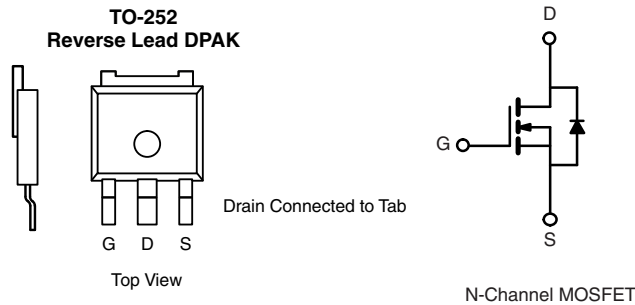 TO-252
Reverse Lead DPAK
Drain Connected to Tab
G D S
Top View
D
G
S
N-Channel MOSFET